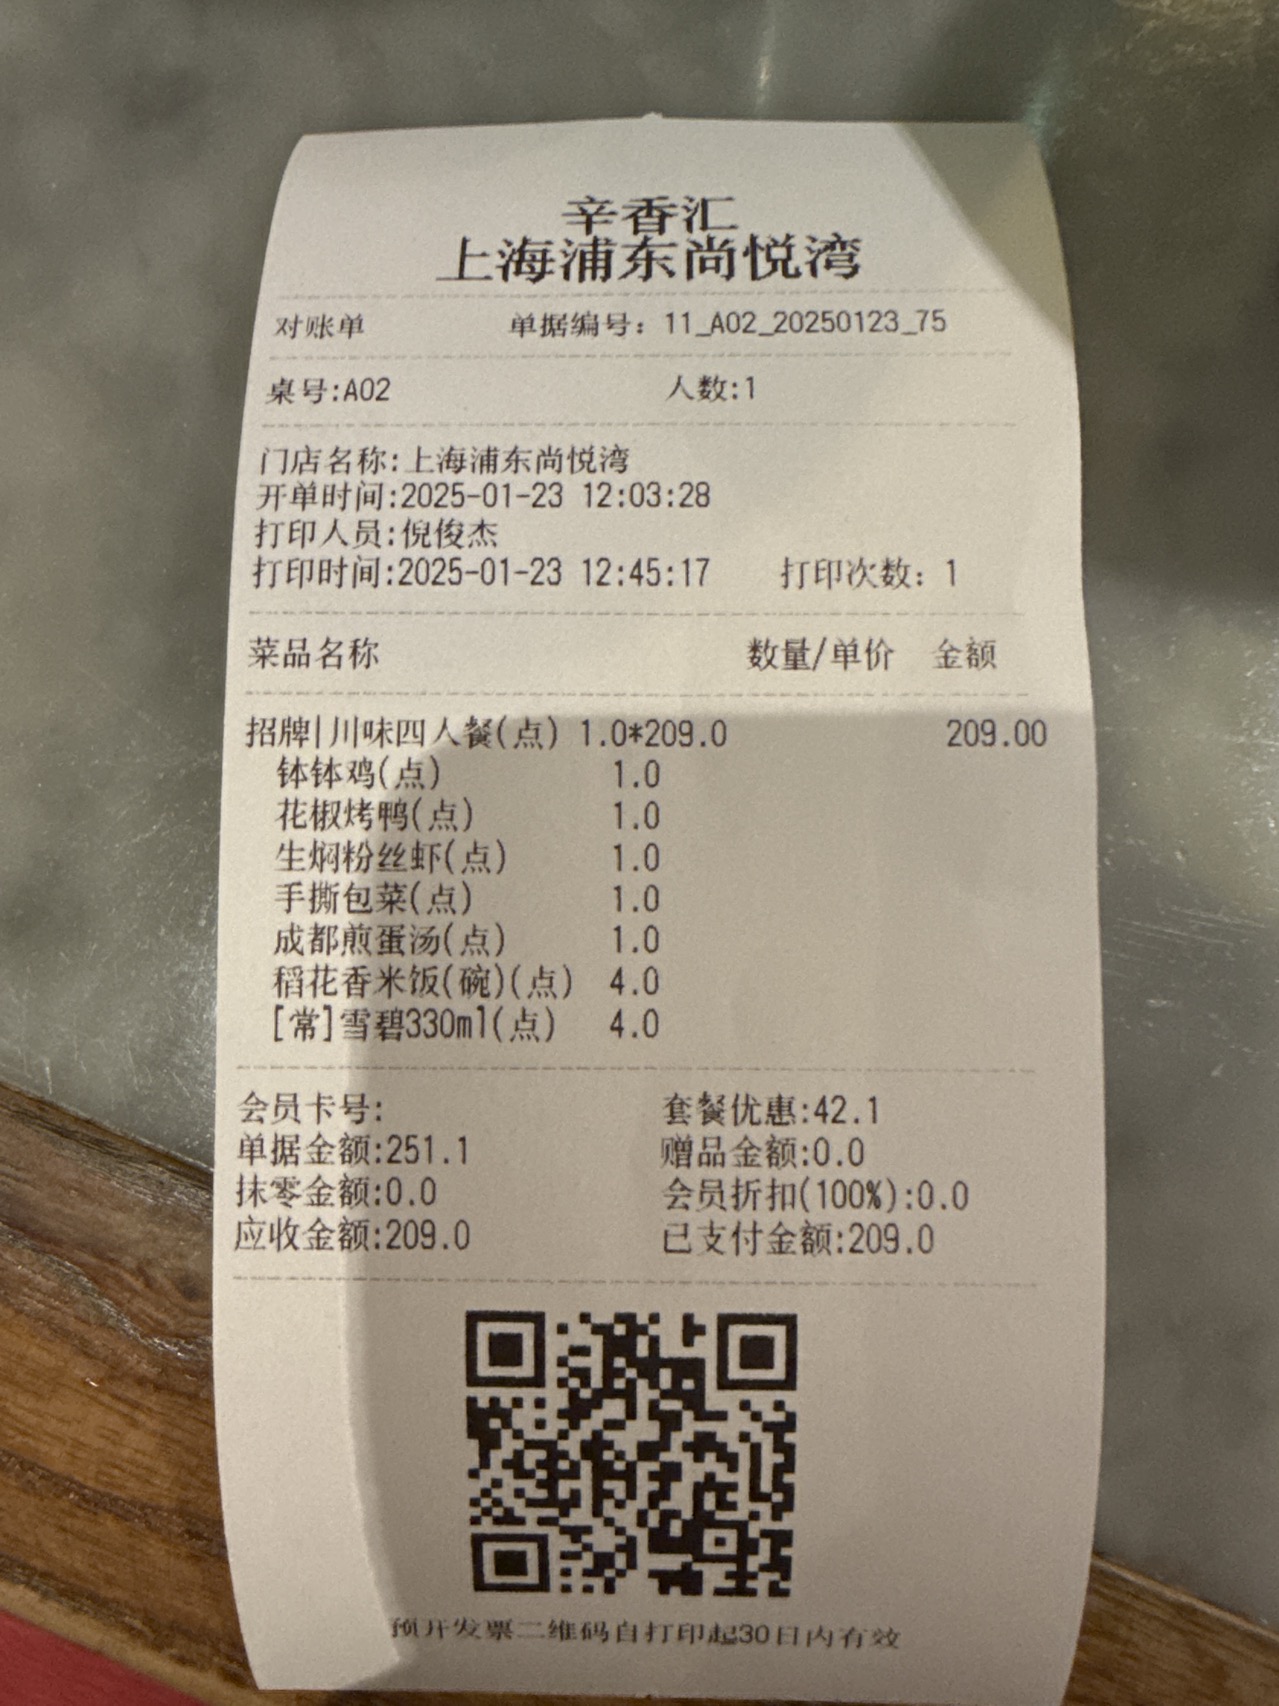 辛香汇
上海浦东尚悦湾
对账单 单据编号：11_A02_20250123_75
桌号:A02 人数:1
门店名称:上海浦东尚悦湾
开单时间:2025-01-23 12:03:28
打印人员:倪俊杰
打印时间:2025-01-23 12:45:17 打印次数：1
菜品名称 数量/单价 金额
招牌|川味四人餐(点) 1.0*209.0 209.00
钵钵鸡(点) 1.0
花椒烤鸭(点) 1.0
生焖粉丝虾(点) 1.0
手撕包菜(点) 1.0
成都煎蛋汤(点) 1.0
稻花香米饭(碗)(点) 4.0
[常]雪碧330ml(点) 4.0
会员卡号: 套餐优惠:42.1
单据金额:251.1 赠品金额:0.0
抹零金额:0.0 会员折扣(100%):0.0
应收金额:209.0 已支付金额:209.0
预开发票二维码自打印起30日内有效